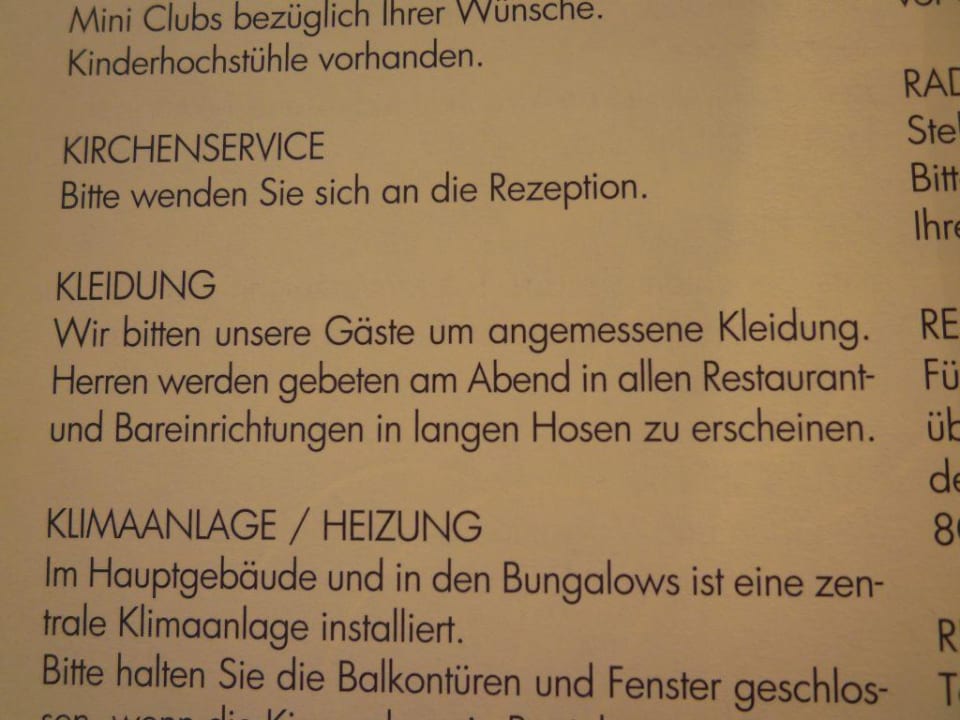 Mini Clubs bezüglich Ihrer Wünsche.
Kinderhochstühle vorhanden.
KIRCHENSERVICE
Bitte wenden Sie sich an die Rezeption.
KLEIDUNG
Wir bitten unsere Gäste um angemessene Kleidung.
Herren werden gebeten am Abend in allen Restaurant-
und Bareinrichtungen in langen Hosen zu erscheinen.
KLIMAANLAGE / HEIZUNG
Im Hauptgebäude und in den Bungalows ist eine zen-
trale Klimaanlage installiert.
Bitte halten Sie die Balkontüren und Fenster geschlos-
sen, wenn die